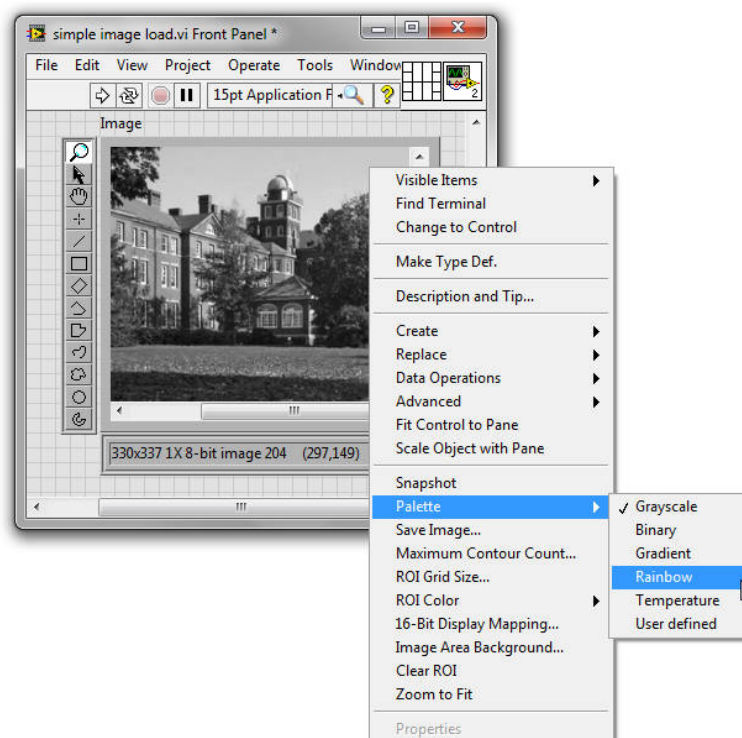 simple image load.vi Front Panel *
File Edit View Project Operate Tools Window
15pt Application F
2
Image
330x337 1X 8-bit image 204 (297,149)
Visible Items
Find Terminal
Change to Control
Make Type Def.
Description and Tip...
Create
Replace
Data Operations
Advanced
Fit Control to Pane
Scale Object with Pane
Snapshot
Palette
Save Image...
Maximum Contour Count...
ROI Grid Size...
ROI Color
16-Bit Display Mapping...
Image Area Background...
Clear ROI
Zoom to Fit
Properties
Grayscale
Binary
Gradient
Rainbow
Temperature
User defined